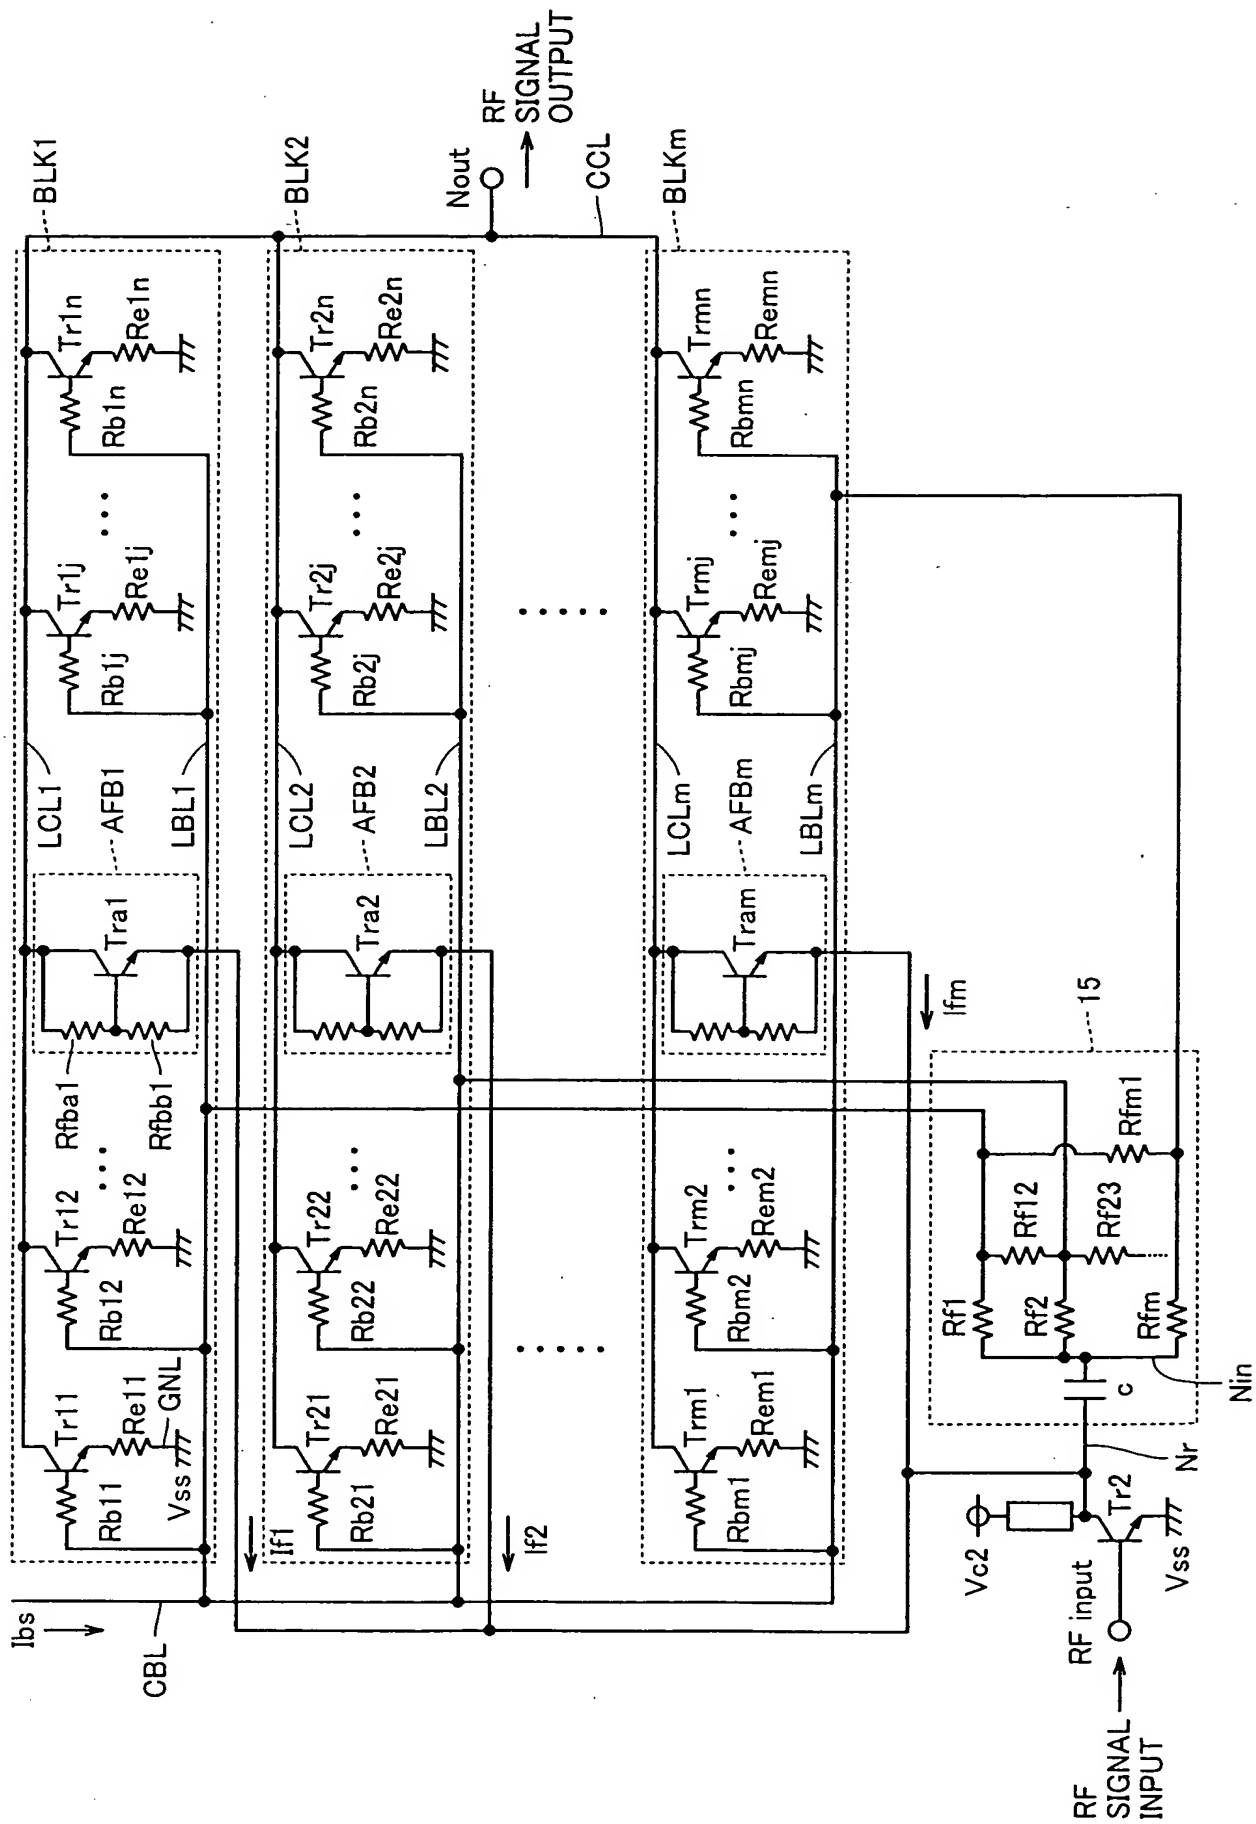 BLK1
BLK2
Nout
RF
SIGNAL
OUTPUT
CCL
BLKm
Tr1n
Re1n
Rb1n
Tr2n
Re2n
Rb2n
Trmn
Remn
Rbmn
Tr1j
Re1j
Rb1j
Tr2j
Re2j
Rb2j
Trmj
Remj
Rbmj
LCL1
AFB1
LBL1
LCL2
AFB2
LBL2
LCLm
AFBm
LBLm
Tra1
Tra2
Tram
Rfba1
Rfbb1
Ifm
15
Tr12
Re12
Rb12
Tr22
Re22
Rb22
Trm2
Rem2
Rbm2
Rfm1
Rf12
Rf23
Rf1
Rf2
Rfm
Tr11
Re11
GNL
Rb11
Vss
Tr21
Re21
Rb21
Trm1
Rem1
Rbm1
c
Nin
Nr
Tr2
Vc2
Vss
If1
If2
Ibs
CBL
RF input
RF
SIGNAL
INPUT